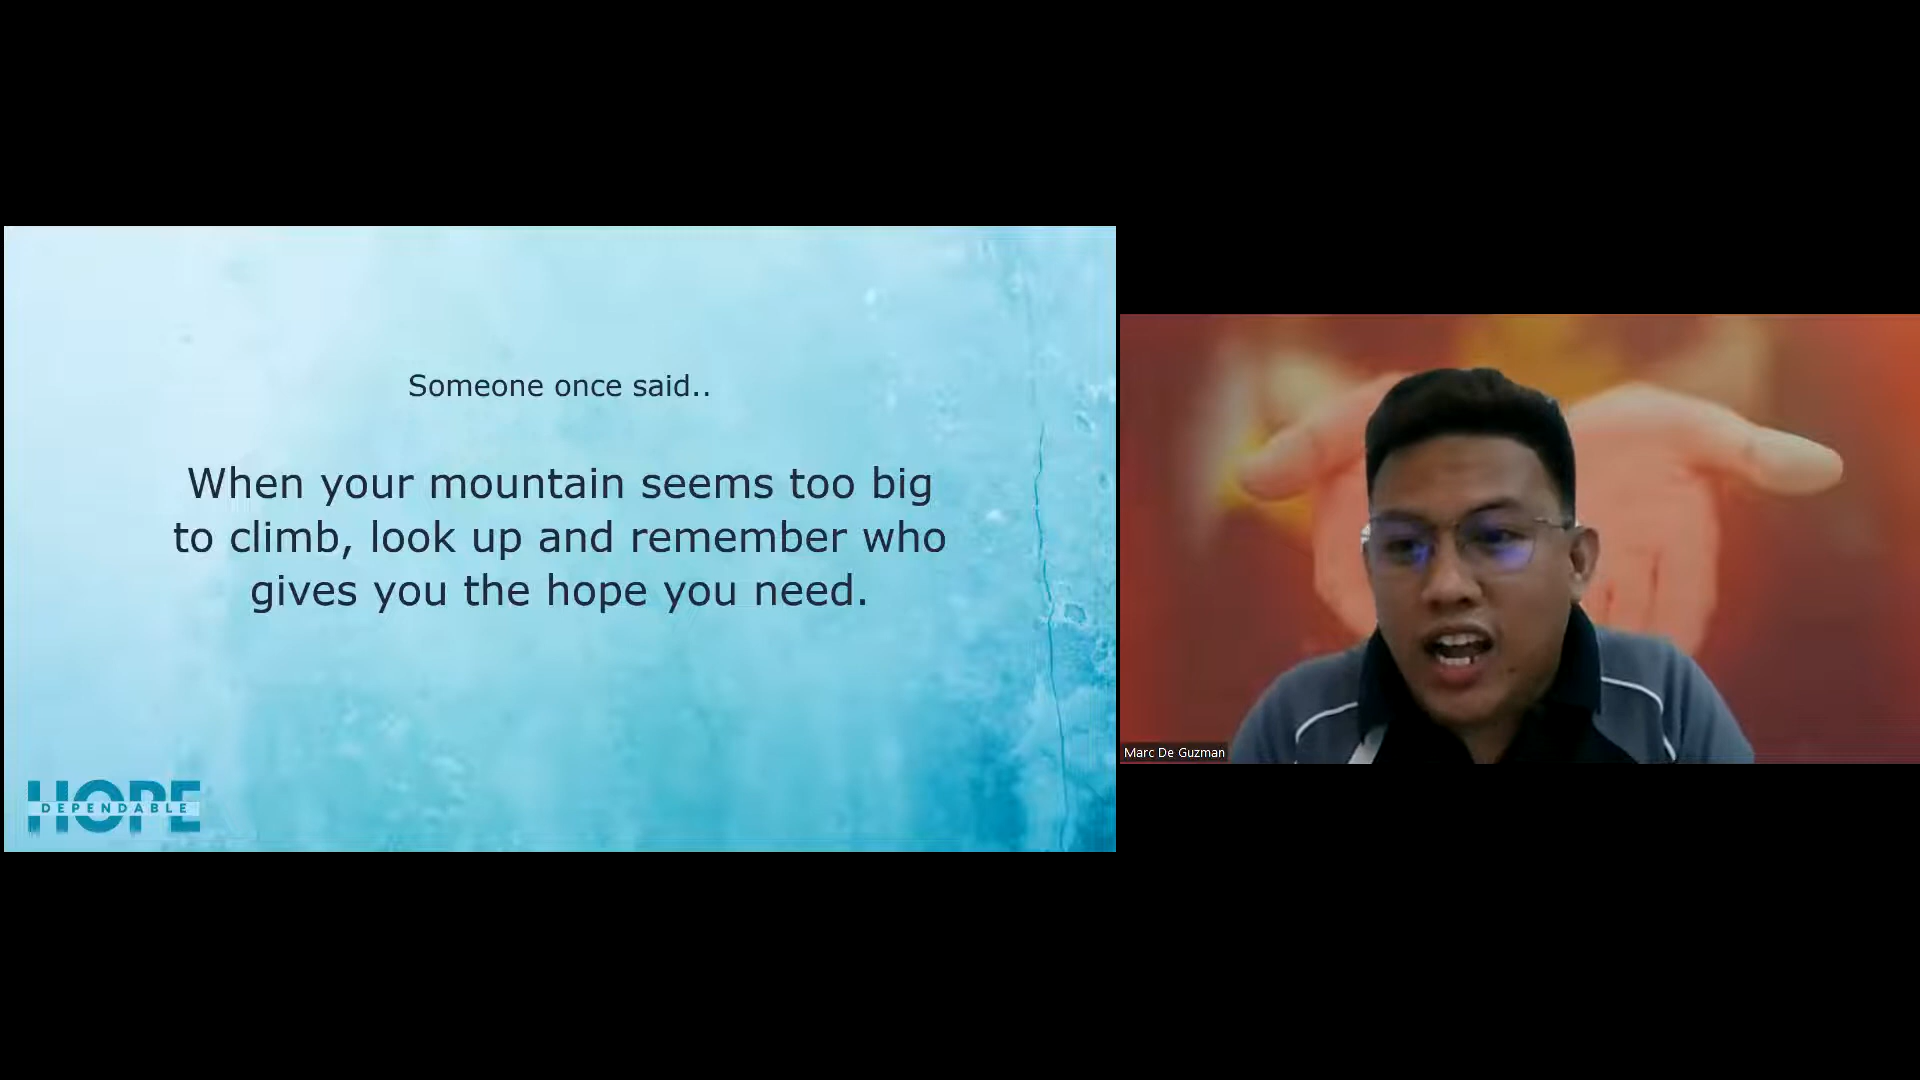 Someone once said..
When your mountain seems too big
to climb, look up and remember who
gives you the hope you need.
HOPE
DEPENDABLE
Marc De Guzman